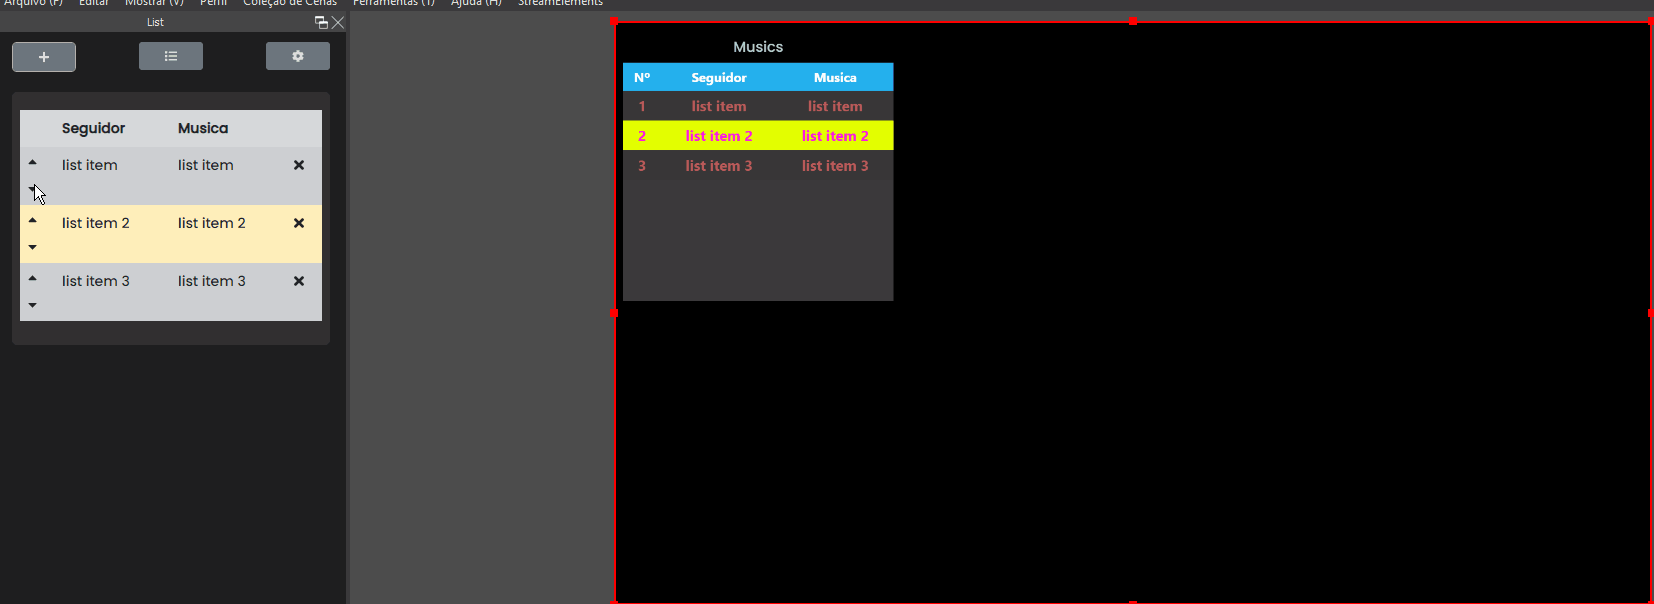 Arquivo (F) Editar Mostrar (V) Perfil Coleção de Cenas Ferramentas (T) Ajuda (H) StreamElements
List
+
Seguidor Musica
list item list item
list item 2 list item 2
list item 3 list item 3
Musics
Nº Seguidor Musica
1 list item list item
2 list item 2 list item 2
3 list item 3 list item 3